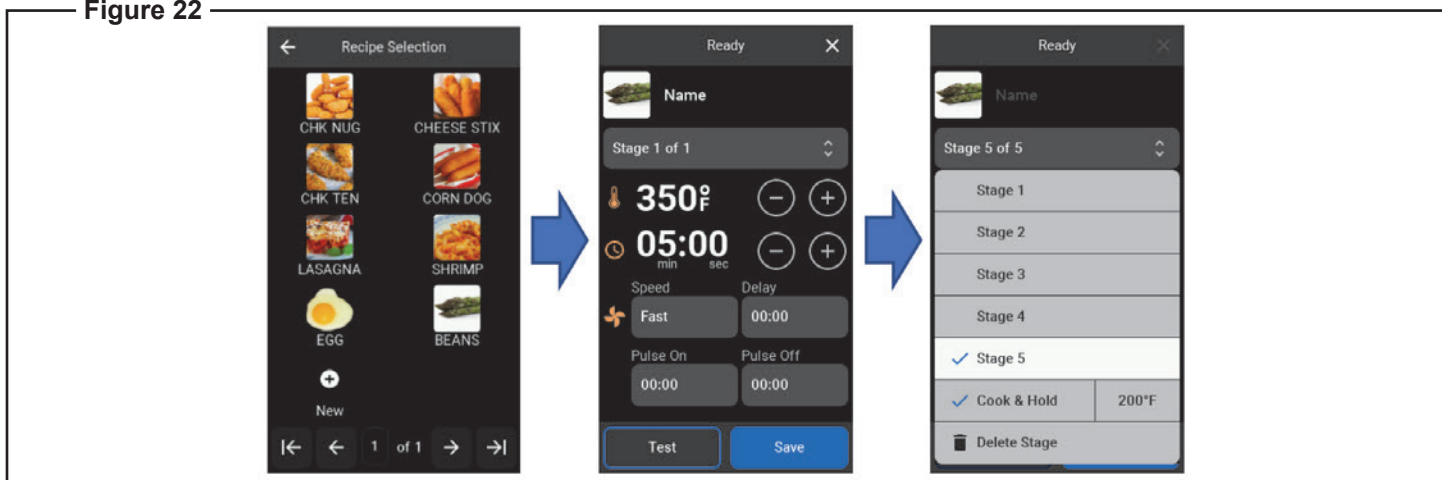 Figure 22
Recipe Selection
CHK NUG
CHEESE STIX
CHK TEN
CORN DOG
LASAGNA
SHRIMP
EGG
BEANS
New
1 of 1
Ready
Name
Stage 1 of 1
350°F
05:00
min sec
Speed
Delay
Fast
00:00
Pulse On
Pulse Off
00:00
00:00
Test
Save
Ready
Name
Stage 5 of 5
Stage 1
Stage 2
Stage 3
Stage 4
Stage 5
Cook & Hold
200°F
Delete Stage